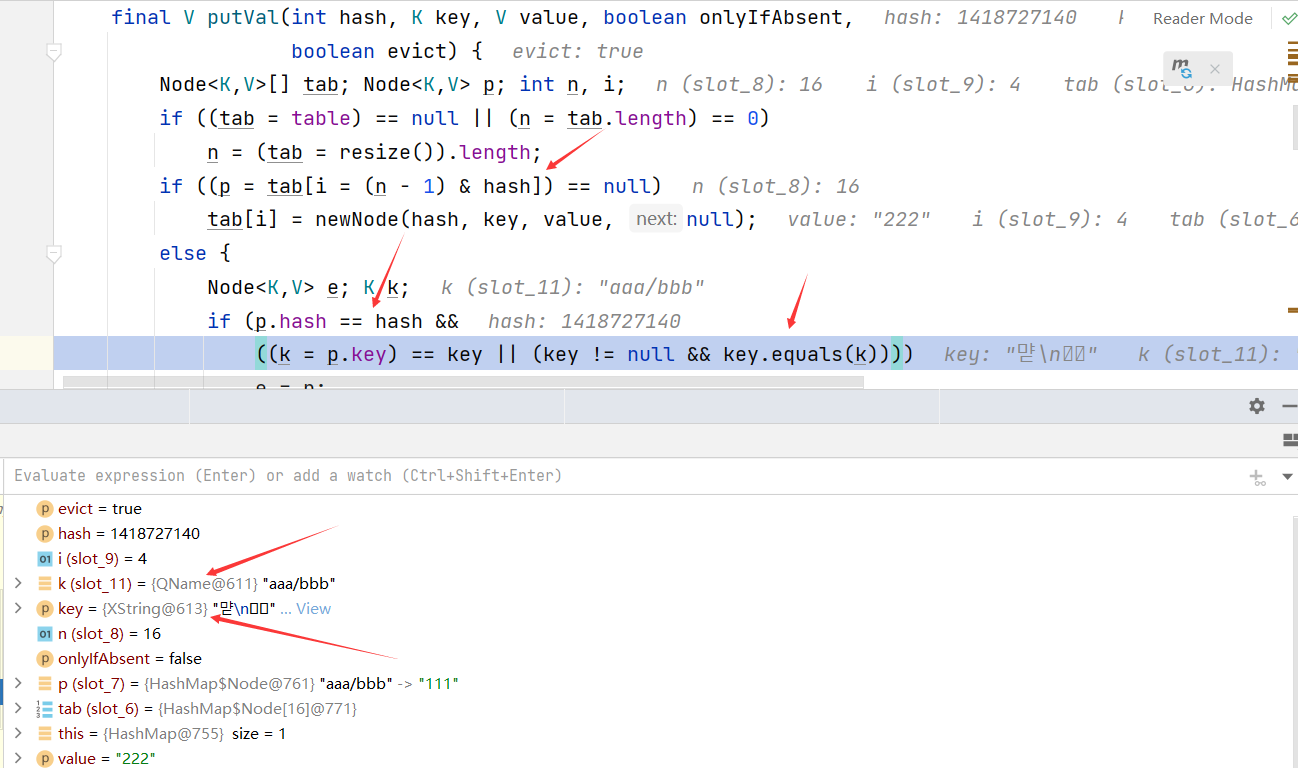 final V putVal(int hash, K key, V value, boolean onlyIfAbsent, hash: 1418727140
Reader Mode
boolean evict) { evict: true
Node<K,V>[] tab; Node<K,V> p; int n, i; n (slot_8): 16 i (slot_9): 4 tab (slot_6): HashMa
if ((tab = table) == null || (n = tab.length) == 0)
n = (tab = resize()).length;
if ((p = tab[i = (n - 1) & hash]) == null) n (slot_8): 16
tab[i] = newNode(hash, key, value, next: null); value: "222" i (slot_9): 4 tab (slot_6
else {
Node<K,V> e; K k; k (slot_11): "aaa/bbb"
if (p.hash == hash && hash: 1418727140
((k = p.key) == key || (key != null && key.equals(k)))) key: "먇\n" k (slot_11):
e = p;
Evaluate expression (Enter) or add a watch (Ctrl+Shift+Enter)
evict = true
hash = 1418727140
i (slot_9) = 4
k (slot_11) = {QName@611} "aaa/bbb"
key = {XString@613} "먇\n" ... View
n (slot_8) = 16
onlyIfAbsent = false
p (slot_7) = {HashMap$Node@761} "aaa/bbb" -> "111"
tab (slot_6) = {HashMap$Node[16]@771}
this = {HashMap@755} size = 1
value = "222"